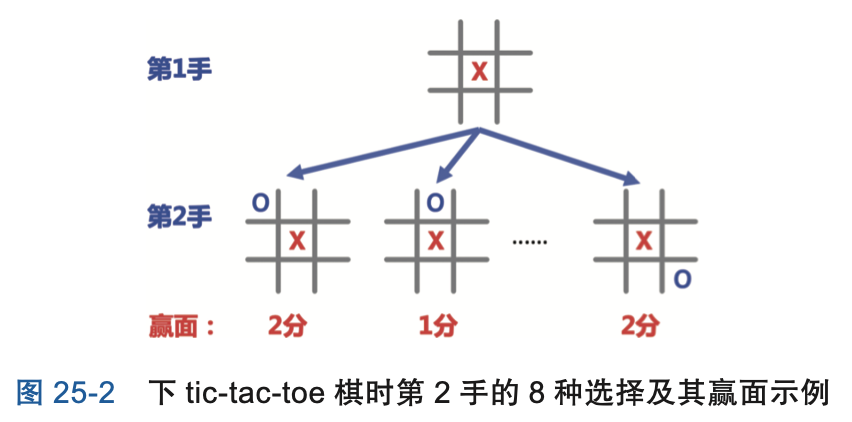 第1手
X
第2手
O
X
O
X
……
X
O
赢面： 2分 1分 2分
图 25-2 下 tic-tac-toe 棋时第 2 手的 8 种选择及其赢面示例